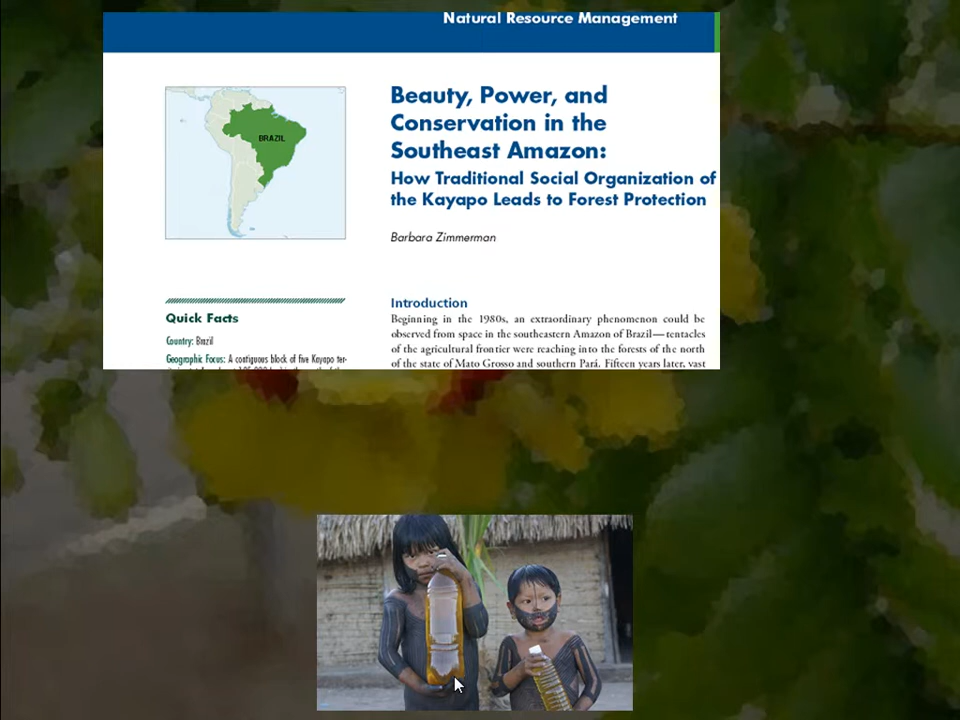 Natural Resource Management
BRAZIL
Beauty, Power, and
Conservation in the
Southeast Amazon:
How Traditional Social Organization of
the Kayapo Leads to Forest Protection
Barbara Zimmerman
Quick Facts
Country: Brazil
Geographic Focus: A contiguous block of five Kayapo ter-
Introduction
Beginning in the 1980s, an extraordinary phenomenon could be
observed from space in the southeastern Amazon of Brazil—tentacles
of the agricultural frontier were reaching into the forests of the north
of the state of Mato Grosso and southern Pará. Fifteen years later, vast